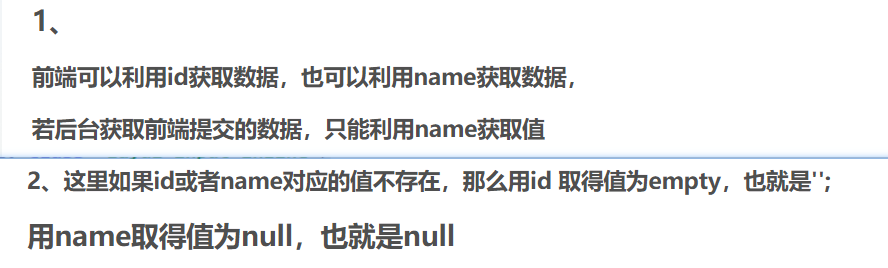 1、
前端可以利用id获取数据，也可以利用name获取数据，
若后台获取前端提交的数据，只能利用name获取值
2、这里如果id或者name对应的值不存在，那么用id 取得值为empty，也就是'';
用name取得值为null，也就是null